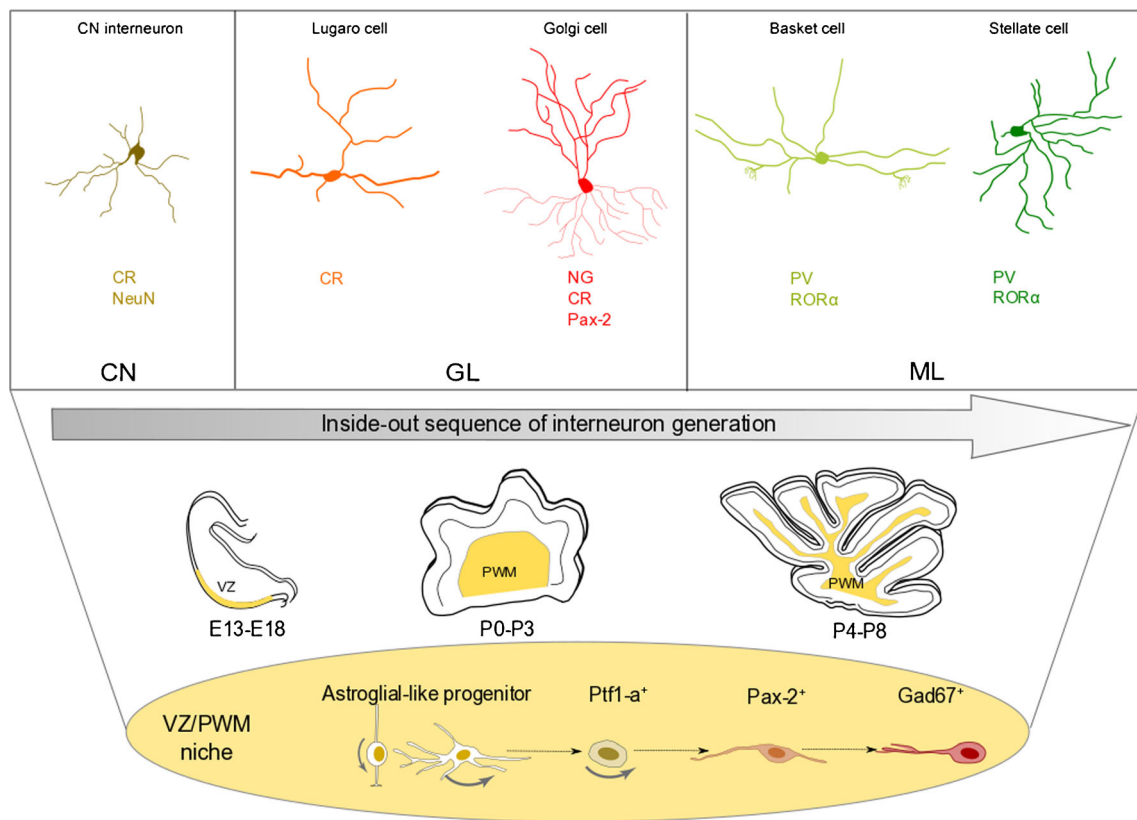 CN interneuron
Lugaro cell
Golgi cell
Basket cell
Stellate cell
CR
NeuN
CR
NG
CR
Pax-2
PV
RORα
PV
RORα
CN
GL
ML
Inside-out sequence of interneuron generation
VZ
PWM
PWM
E13-E18
P0-P3
P4-P8
VZ/PWM
niche
Astroglial-like progenitor
Ptf1-a⁺
Pax-2⁺
Gad67⁺